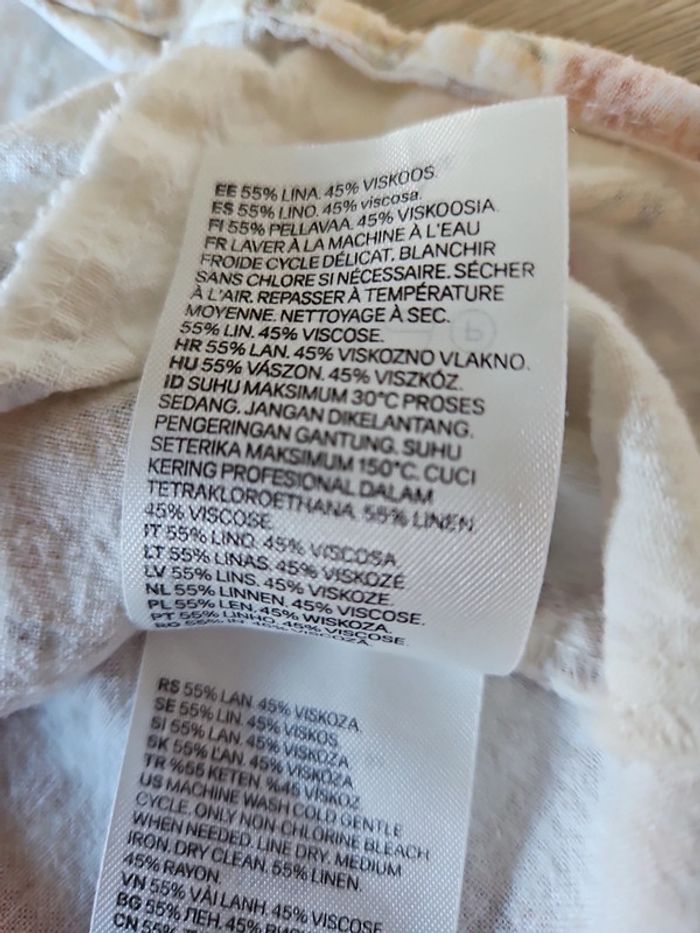 EE 55% LINA. 45% VISKOOS.
ES 55% LINO. 45% viscosa.
FI 55% PELLAVAA. 45% VISKOOSIA.
FR LAVER À LA MACHINE À L'EAU
FROIDE CYCLE DÉLICAT. BLANCHIR
SANS CHLORE SI NÉCESSAIRE. SÉCHER
À L'AIR. REPASSER À TEMPÉRATURE
MOYENNE. NETTOYAGE À SEC.
55% LIN. 45% VISCOSE.
HR 55% LAN. 45% VISKOZNO VLAKNO.
HU 55% VÁSZON. 45% VISZKÓZ.
ID SUHU MAKSIMUM 30°C PROSES
SEDANG. JANGAN DIKELANTANG.
PENGERINGAN GANTUNG. SUHU
SETERIKA MAKSIMUM 150°C. CUCI
KERING PROFESIONAL DALAM
TETRAKLOROETHANA. 55% LINEN.
45% VISCOSE.
IT 55% LINO. 45% VISCOSA.
LT 55% LINAS. 45% VISKOZĖ
LV 55% LINS. 45% VISKOZE.
NL 55% LINNEN. 45% VISCOSE.
PL 55% LEN. 45% WISKOZA
PT 55% LINHO. 45% VISCOSE.
55% IN 45% VISCOZĂ.
RS 55% LAN. 45% VISKOZA
SE 55% LIN. 45% VISKOS.
SI 55% LAN. 45% VISKOZA
SK 55% ĽAN. 45% VISKÓZA
TR %55 KETEN. %45 VISKOZ
US MACHINE WASH COLD GENTLE
CYCLE. ONLY NON-CHLORINE BLEACH
WHEN NEEDED. LINE DRY. MEDIUM
IRON. DRY CLEAN. 55% LINEN.
45% RAYON.
VN 55% VẢI LANH. 45% VISCOSE
BG 55% ЛЕН. 45%
CN 55%